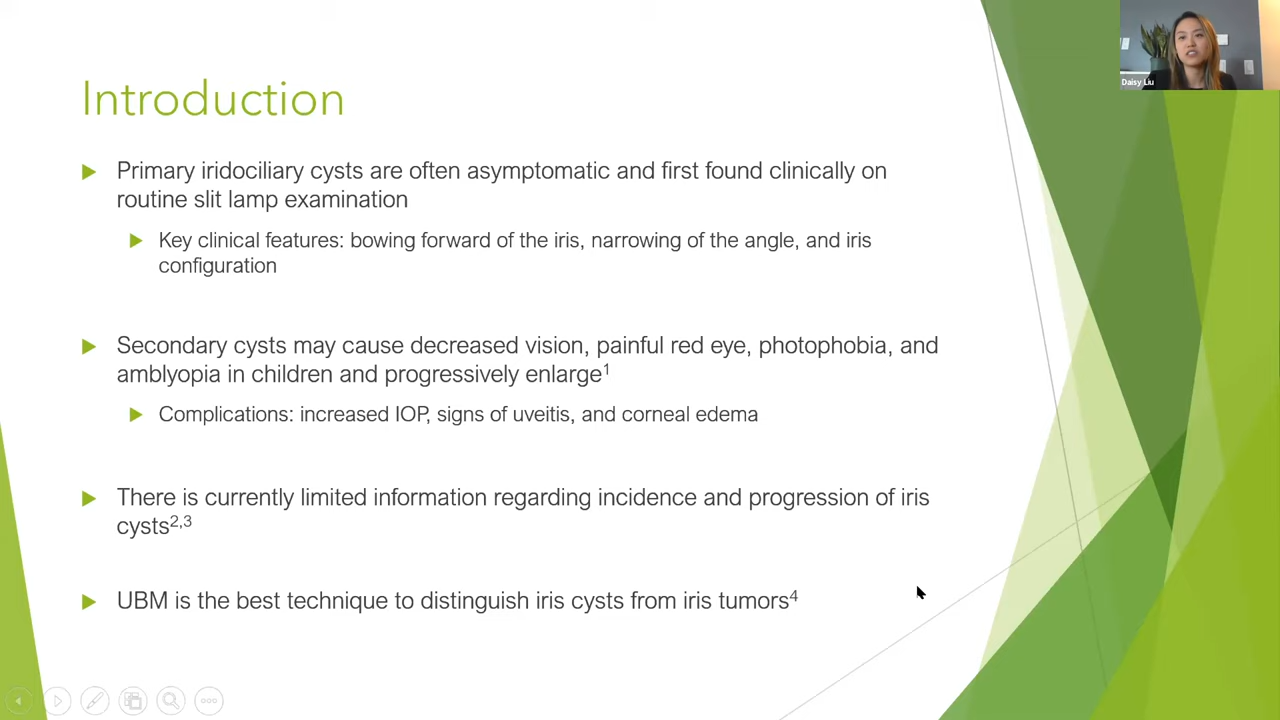 Daisy Liu
Introduction
Primary iridociliary cysts are often asymptomatic and first found clinically on
routine slit lamp examination
Key clinical features: bowing forward of the iris, narrowing of the angle, and iris
configuration
Secondary cysts may cause decreased vision, painful red eye, photophobia, and
amblyopia in children and progressively enlarge¹
Complications: increased IOP, signs of uveitis, and corneal edema
There is currently limited information regarding incidence and progression of iris
cysts²,³
UBM is the best technique to distinguish iris cysts from iris tumors⁴